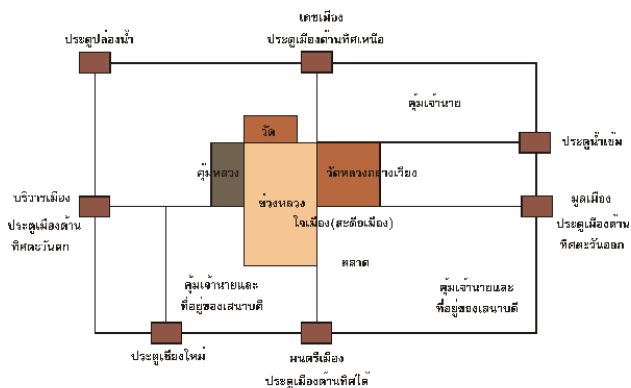 เดชเมือง
ประตูปล่องน้ำ
ประตูเมืองด้านทิศเหนือ
คุ้มเจ้านาย
วัด
ประตูน้ำเข้ม
คุ้มหลวง
วัดหลวงกลางเวียง
บริวารเมือง
ข่วงหลวง
มูลเมือง
ประตูเมืองด้าน
ทิศตะวันตก
ใจเมือง(สะดือเมือง)
ประตูเมืองด้าน
ทิศตะวันออก
ตลาด
คุ้มเจ้านายและ
ที่อยู่ของเสนาบดี
คุ้มเจ้านายและ
ที่อยู่ของเสนาบดี
ประตูเชียงใหม่
มนตรีเมือง
ประตูเมืองด้านทิศใต้